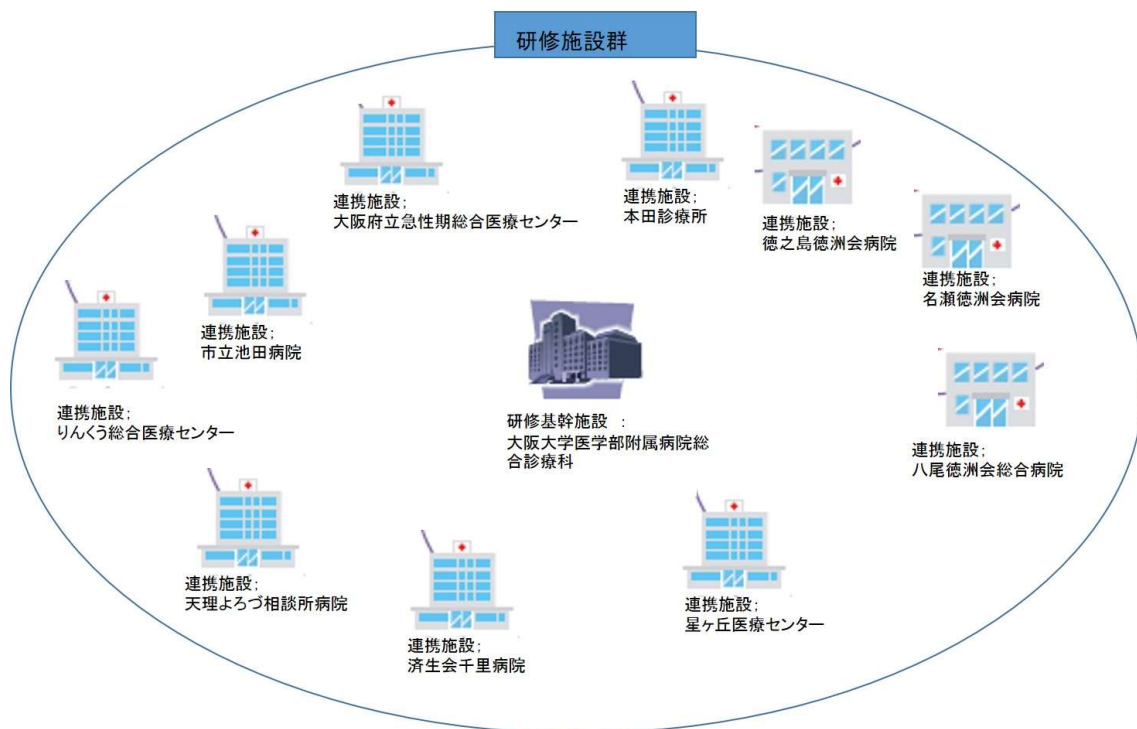 研修施設群
連携施設;
大阪府立急性期総合医療センター
連携施設;
本田診療所
連携施設;
徳之島徳洲会病院
連携施設;
名瀬徳洲会病院
連携施設;
市立池田病院
連携施設;
りんくう総合医療センター
研修基幹施設 :
大阪大学医学部附属病院総
合診療科
連携施設;
八尾徳洲会総合病院
連携施設;
天理よろづ相談所病院
連携施設;
済生会千里病院
連携施設;
星ヶ丘医療センター